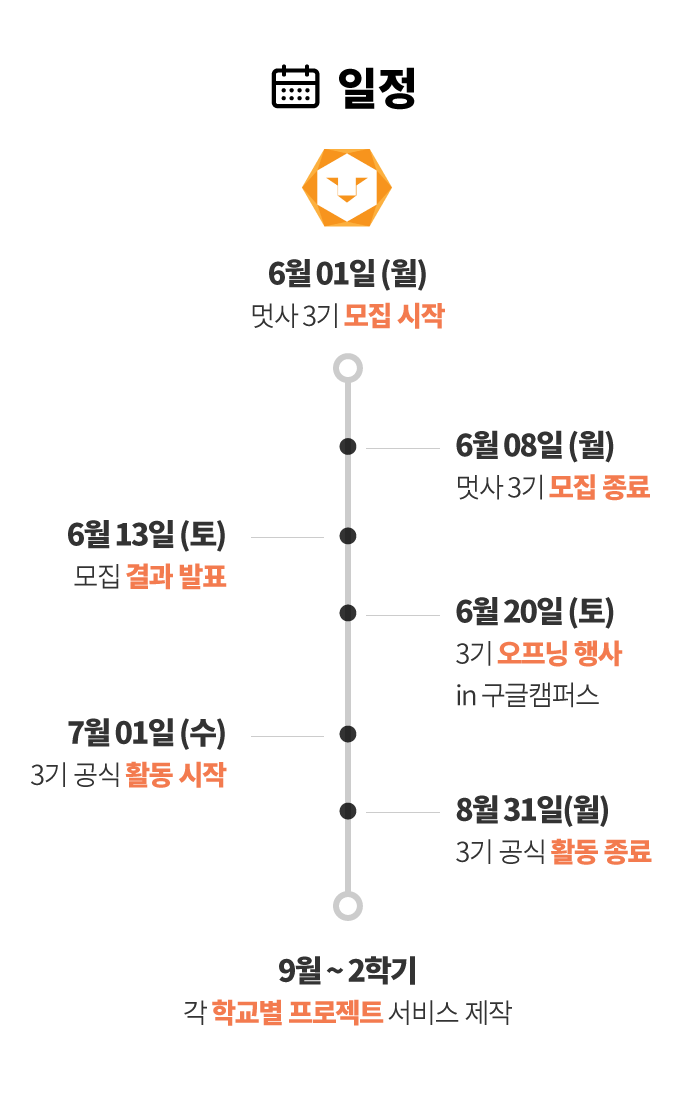 일정
6월 01일 (월)
멋사 3기 모집 시작
6월 08일 (월)
멋사 3기 모집 종료
6월 13일 (토)
모집 결과 발표
6월 20일 (토)
3기 오프닝 행사
in 구글캠퍼스
7월 01일 (수)
3기 공식 활동 시작
8월 31일(월)
3기 공식 활동 종료
9월 ~ 2학기
각 학교별 프로젝트 서비스 제작